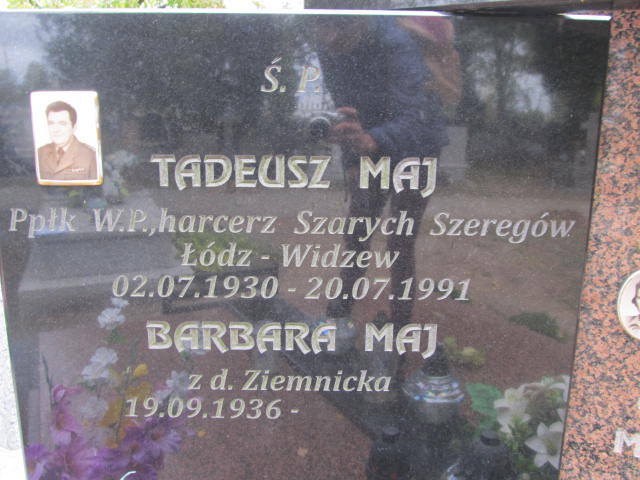 Ś. P.
TADEUSZ MAJ
Ppłk W.P.,harcerz Szarych Szeregów
Łódz - Widzew
02.07.1930 - 20.07.1991
BARBARA MAJ
z d. Ziemnicka
19.09.1936 -
M